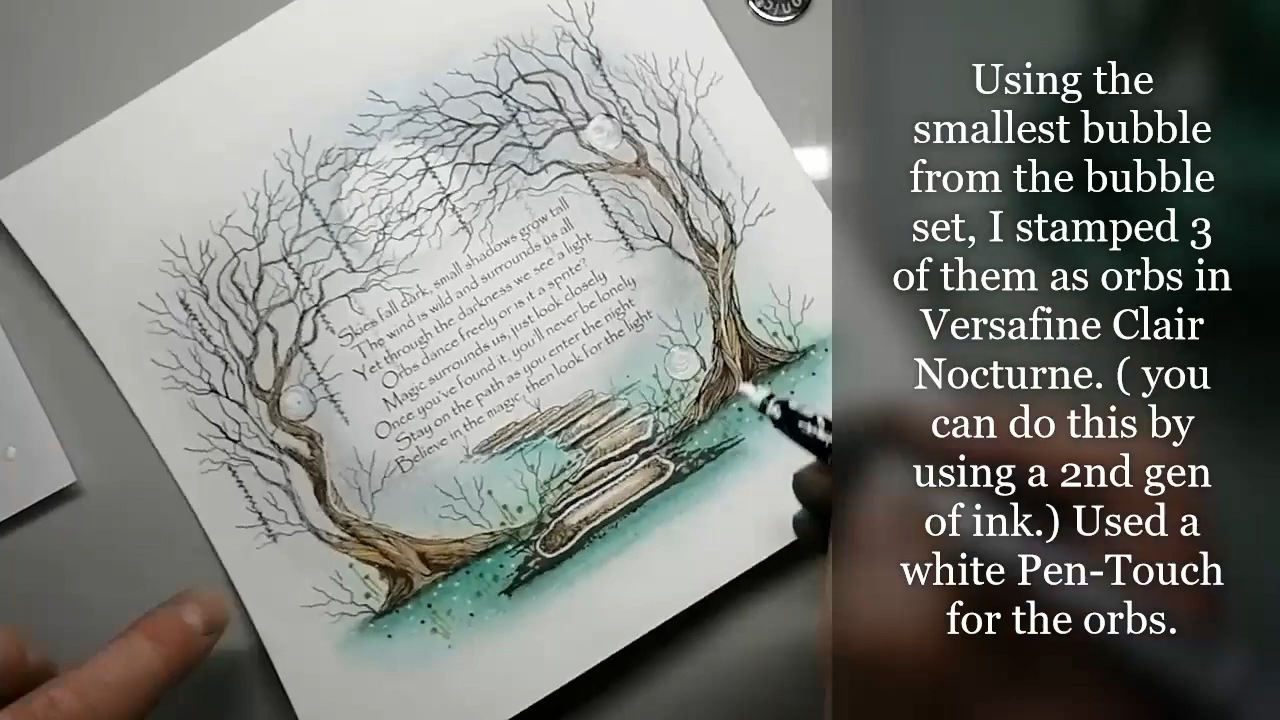 Skies fall dark, small shadows grow tall
The wind is wild and surrounds us all
Yet through the darkness we see a light
Orbs dance freely or is it a sprite?
Magic surrounds us, just look closely
Once you've found it, you'll never be lonely
Stay on the path as you enter the night
Believe in the magic, then look for the light
Using the
smallest bubble
from the bubble
set, I stamped 3
of them as orbs in
Versafine Clair
Nocturne. ( you
can do this by
using a 2nd gen
of ink.) Used a
white Pen-Touch
for the orbs.